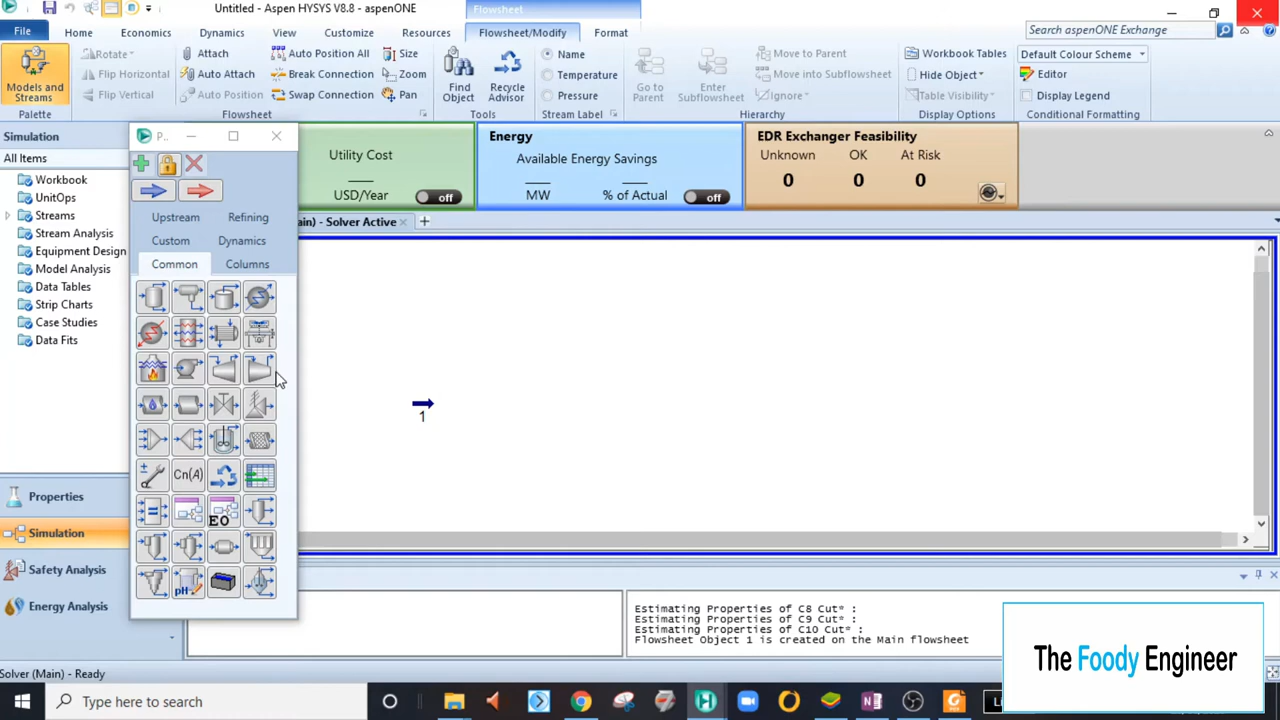 Untitled - Aspen HYSYS V8.8 - aspenONE
Flowsheet
File
Home
Economics
Dynamics
View
Customize
Resources
Flowsheet/Modify
Format
Search aspenONE Exchange
Models and Streams
Palette
Rotate
Flip Horizontal
Flip Vertical
Attach
Auto Attach
Auto Position
Auto Position All
Break Connection
Swap Connection
Size
Zoom
Pan
Flowsheet
Find Object
Recycle Advisor
Name
Temperature
Pressure
Stream Label
Go to Parent
Enter Subflowsheet
Move to Parent
Move into Subflowsheet
Ignore
Hierarchy
Workbook Tables
Hide Object
Table Visibility
Display Options
Default Colour Scheme
Editor
Display Legend
Conditional Formatting
Simulation
All Items
Workbook
UnitOps
Streams
Stream Analysis
Equipment Design
Model Analysis
Data Tables
Strip Charts
Case Studies
Data Fits
Properties
Simulation
Safety Analysis
Energy Analysis
P..
Upstream
Refining
Custom
Dynamics
Common
Columns
Cn(A)
EO
pH
Utility Cost
USD/Year
off
Energy
Available Energy Savings
MW
% of Actual
off
EDR Exchanger Feasibility
Unknown
OK
At Risk
0
0
0
ain) - Solver Active
1
Estimating Properties of C8 Cut* :
Estimating Properties of C9 Cut* :
Estimating Properties of C10 Cut* :
Flowsheet Object 1 is created on the Main flowsheet
The Foody Engineer
Solver (Main) - Ready
Type here to search